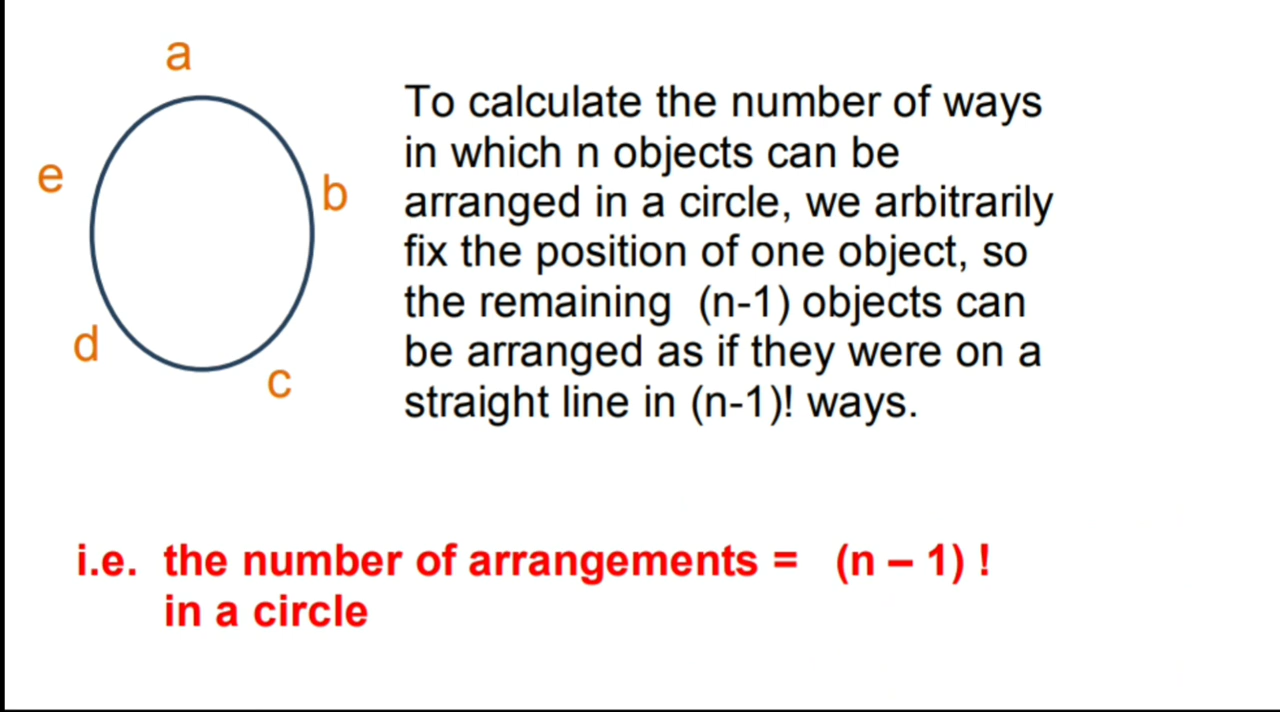 a
e
b
d
c
To calculate the number of ways
in which n objects can be
arranged in a circle, we arbitrarily
fix the position of one object, so
the remaining (n-1) objects can
be arranged as if they were on a
straight line in (n-1)! ways.
i.e. the number of arrangements = (n – 1) !
in a circle